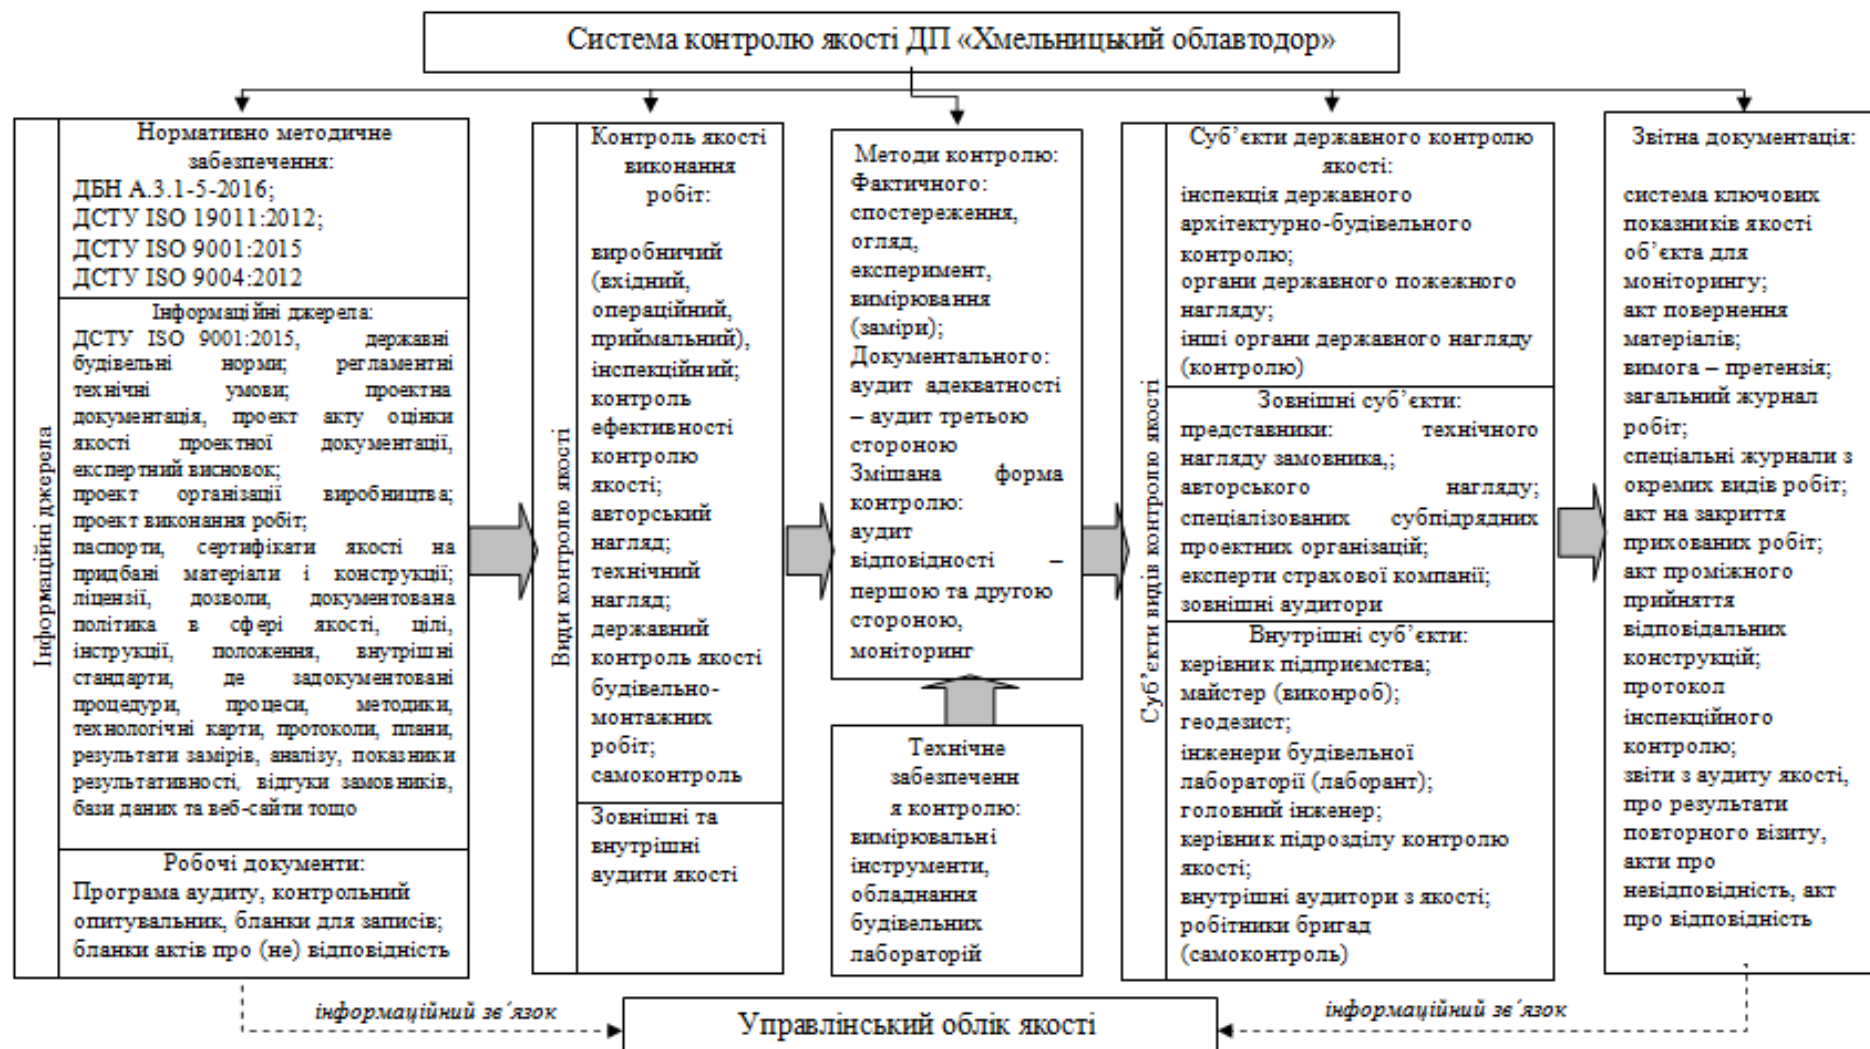 Система контролю якості ДП «Хмельницький облавтодор»
Інформаційні джерела
Нормативно методичне
забезпечення:
ДБН А.3.1-5-2016;
ДСТУ ISO 19011:2012;
ДСТУ ISO 9001:2015
ДСТУ ISO 9004:2012
Інформаційні джерела:
ДСТУ ISO 9001:2015, державні
будівельні норми; регламентні
технічні умови; проектна
документація, проект акту оцінки
якості проектної документації,
експертний висновок;
проект організації виробництва;
проект виконання робіт;
паспорти, сертифікати якості на
придбані матеріали і конструкції;
ліцензії, дозволи, документована
політика в сфері якості, цілі,
інструкції, положення, внутрішні
стандарти, де задокументовані
процедури, процеси, методики,
технологічні карти, протоколи, плани,
результати замірів, аналізу, показники
результативності, відгуки замовників,
бази даних та веб-сайти тощо
Робочі документи:
Програма аудиту, контрольний
опитувальник, бланки для записів;
бланки актів про (не) відповідність
Види контролю якості
Контроль якості
виконання
робіт:
виробничий
(вхідний,
операційний,
приймальний),
інспекційний;
контроль
ефективності
контролю
якості;
авторський
нагляд;
технічний
нагляд;
державний
контроль якості
будівельно-
монтажних
робіт;
самоконтроль
Зовнішні та
внутрішні
аудити якості
Методи контролю:
Фактичного:
спостереження,
огляд,
експеримент,
вимірювання
(заміри);
Документального:
аудит адекватності
– аудит третьою
стороною
Змішана форма
контролю:
аудит
відповідності –
першою та другою
стороною,
моніторинг
Технічне
забезпеченн
я контролю:
вимірювальні
інструменти,
обладнання
будівельних
лабораторій
Суб’єкти видів контролю якості
Суб’єкти державного контролю
якості:
інспекція державного
архітектурно-будівельного
контролю;
органи державного пожежного
нагляду;
інші органи державного нагляду
(контролю)
Зовнішні суб’єкти:
представники: технічного
нагляду замовника,;
авторського нагляду;
спеціалізованих субпідрядних
проектних організацій;
експерти страхової компанії;
зовнішні аудитори
Внутрішні суб’єкти:
керівник підприємства;
майстер (виконроб);
геодезист;
інженери будівельної
лабораторії (лаборант);
головний інженер;
керівник підрозділу контролю
якості;
внутрішні аудитори з якості;
робітники бригад
(самоконтроль)
Звітна документація:
система ключових
показників якості
об’єкта для
моніторингу;
акт повернення
матеріалів;
вимога – претензія;
загальний журнал
робіт;
спеціальні журнали з
окремих видів робіт;
акт на закриття
прихованих робіт;
акт проміжного
прийняття
відповідальних
конструкцій;
протокол
інспекційного
контролю;
звіти з аудиту якості,
про результати
повторного візиту,
акти про
невідповідність, акт
про відповідність
інформаційний зв´язок
Управлінський облік якості
інформаційний зв´язок